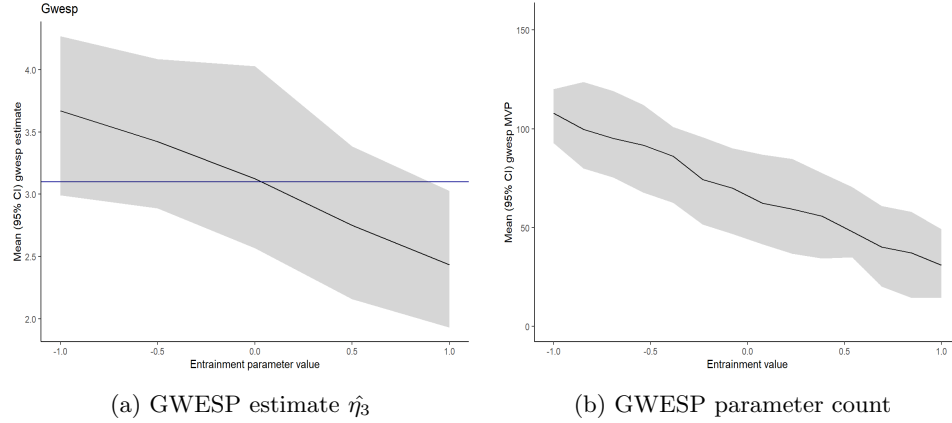 Gwesp
Mean (95% CI) gwesp estimate
4.0
3.5
3.0
2.5
2.0
-1.0 -0.5 0.0 0.5 1.0
Entrainment parameter value
(a) GWESP estimate η̂₃
Mean (95% CI) gwesp MVP
150
100
50
0
-1.0 -0.5 0.0 0.5 1.0
Entrainment parameter value
(b) GWESP parameter count